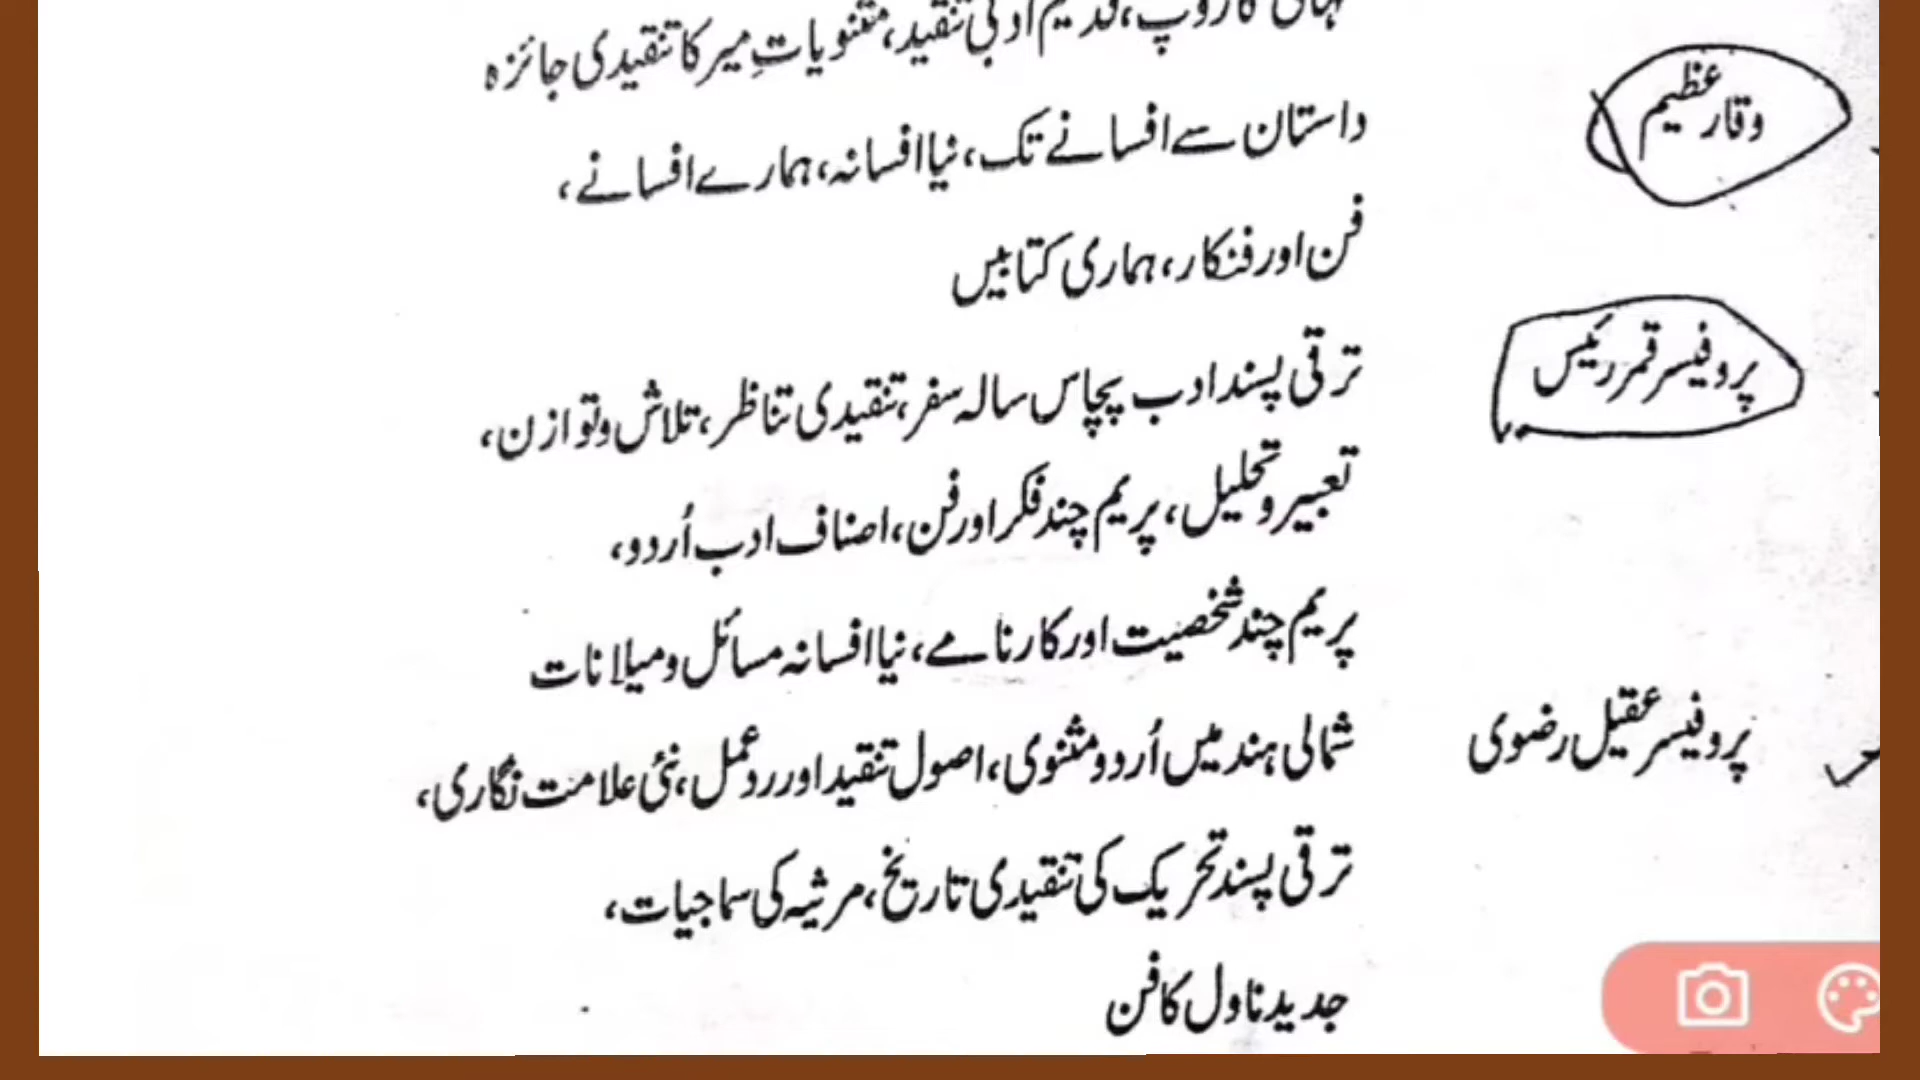 روپ، قدیم ادبی تنقید، مثنویاتِ میر کا تنقیدی جائزہ
وقار عظیم داستان سے افسانے تک، نیا افسانہ، ہمارے افسانے،
فن اور فنکار، ہماری کتابیں
پروفیسر قمر رئیس ترقی پسند ادب پچاس سالہ سفر، تنقیدی تناظر، تلاش و توازن،
تعبیر و تحلیل، پریم چند فکر اور فن، اصناف ادب اُردو،
پریم چند شخصیت اور کارنامے، نیا افسانہ مسائل و میلانات
پروفیسر عقیل رضوی شمالی ہند میں اُردو مثنوی، اصول تنقید اور ردعمل، نئی علامت نگاری،
ترقی پسند تحریک کی تنقیدی تاریخ، مرثیہ کی سماجیات،
جدید ناول کا فن